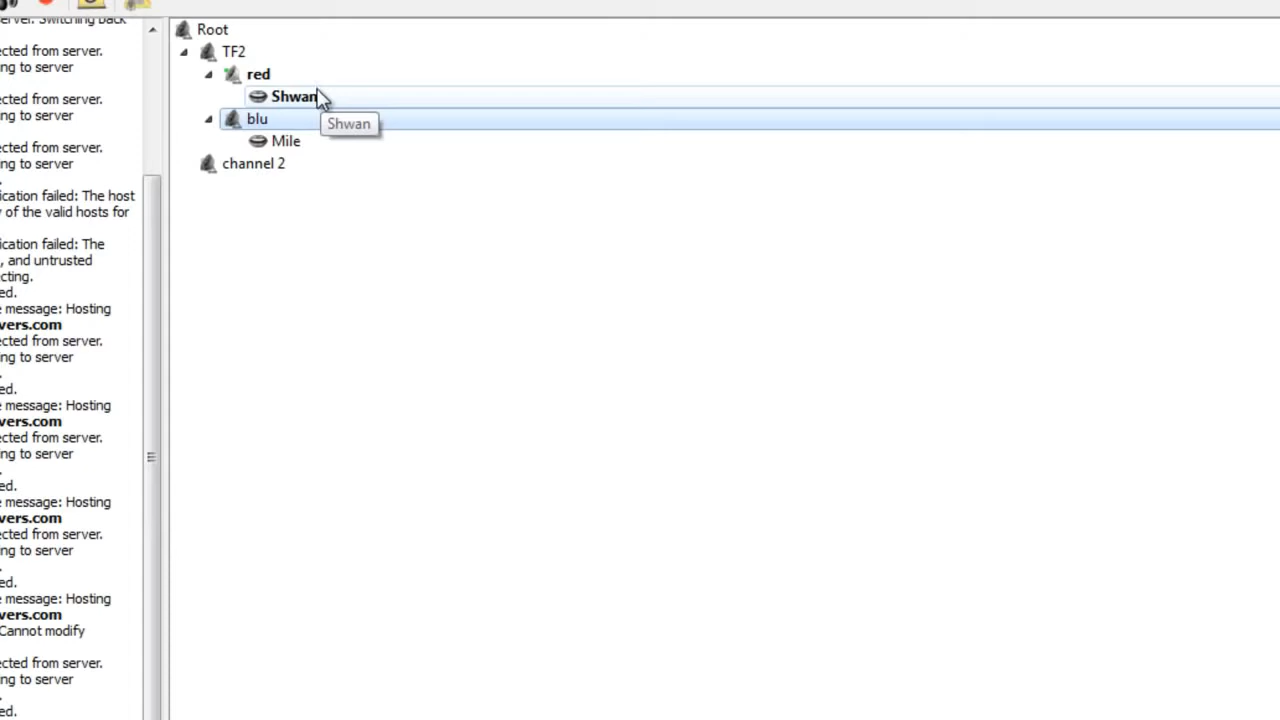 erver. Switching back
ected from server.
ng to server
ected from server.
ng to server
ected from server.
ng to server
.
ication failed: The host
y of the valid hosts for
ication failed: The
, and untrusted
cting.
ed.
e message: Hosting
vers.com
ected from server.
ng to server
.
ed.
e message: Hosting
vers.com
ected from server.
ng to server
.
ed.
e message: Hosting
vers.com
ected from server.
ng to server
.
ed.
e message: Hosting
vers.com
Cannot modify
ected from server.
ng to server
.
ed.
Root
TF2
red
Shwan
blu
Shwan
Mile
channel 2